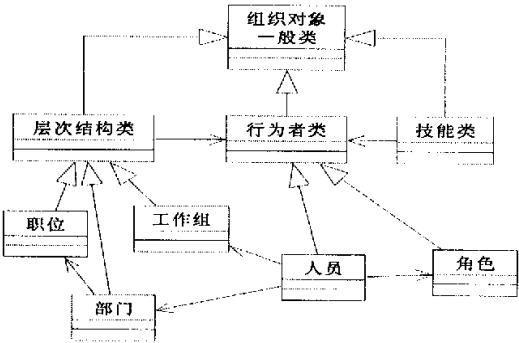 组织对象
一般类
层次结构类
行为者类
技能类
职位
工作组
人员
角色
部门